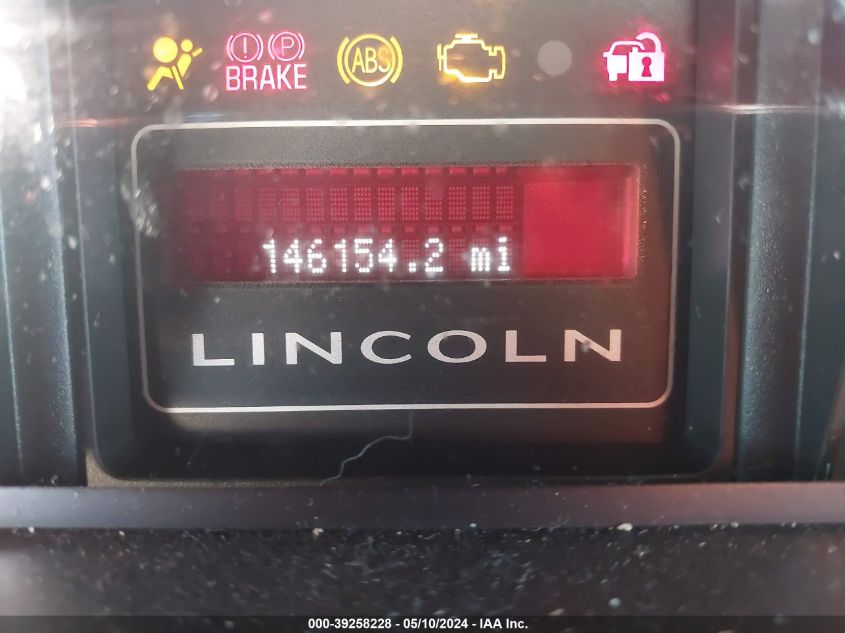 (!) (P)
BRAKE
ABS
146154.2 mi
LINCOLN
000-39258228 - 05/10/2024 - IAA Inc.